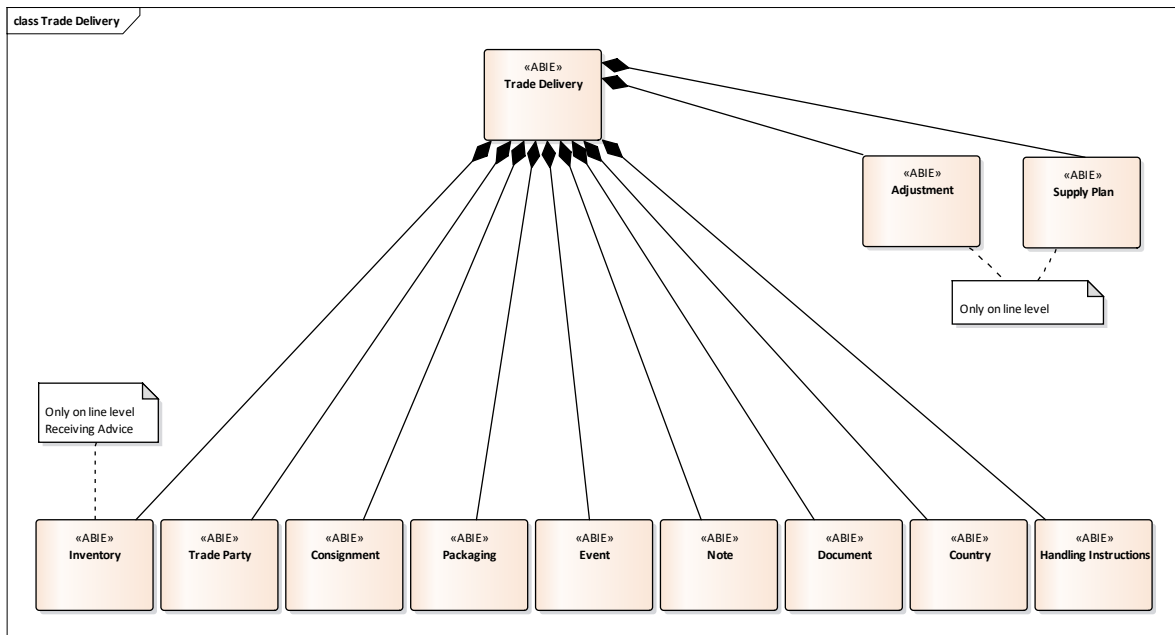 class Trade Delivery
«ABIE»
Trade Delivery
«ABIE»
Adjustment
«ABIE»
Supply Plan
Only on line level
Only on line level
Receiving Advice
«ABIE»
Inventory
«ABIE»
Trade Party
«ABIE»
Consignment
«ABIE»
Packaging
«ABIE»
Event
«ABIE»
Note
«ABIE»
Document
«ABIE»
Country
«ABIE»
Handling Instructions